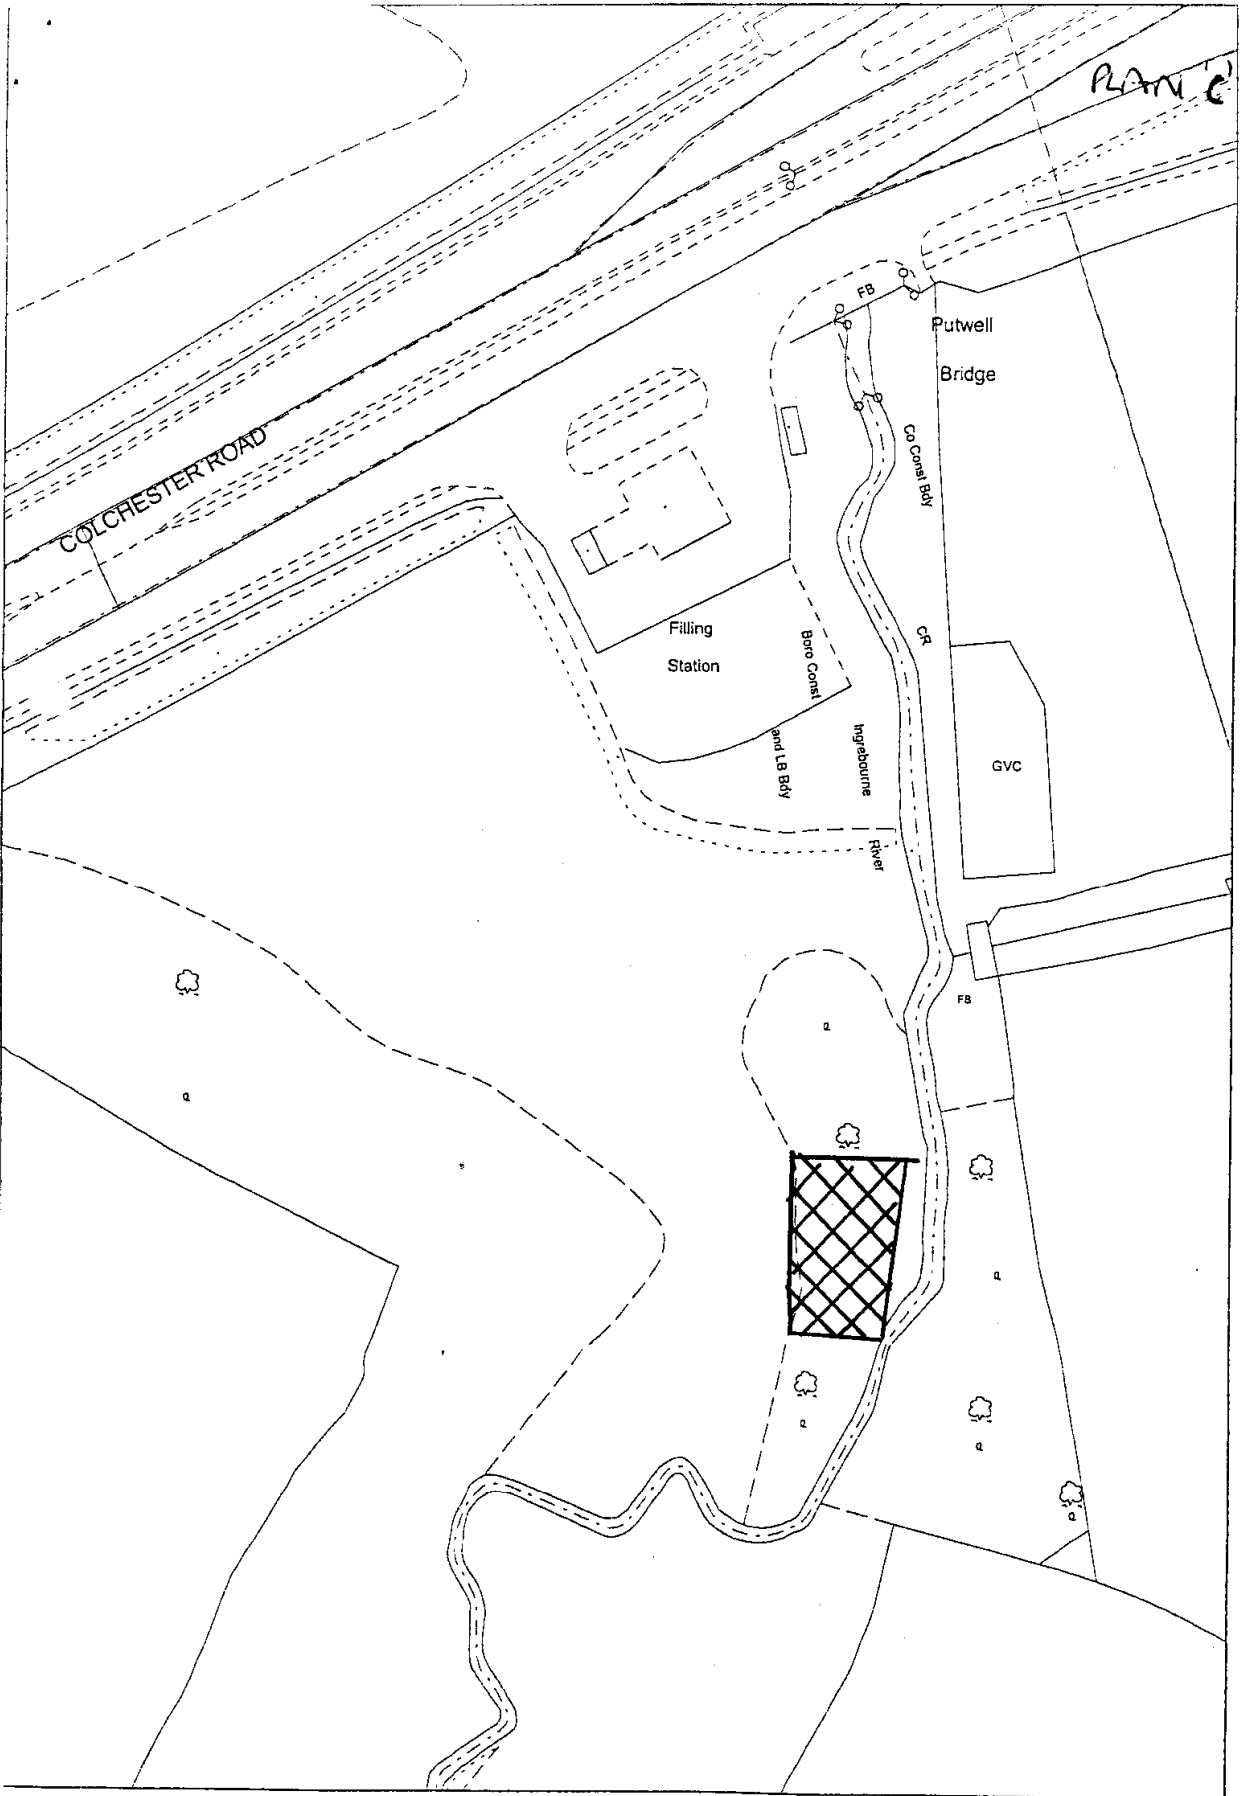 PLAN 'C'
FB
Putwell
Bridge
COLCHESTER ROAD
Co Const Bdy
CR
Filling
Station
Boro Const
and LB Bdy
Ingrebourne
River
GVC
FB